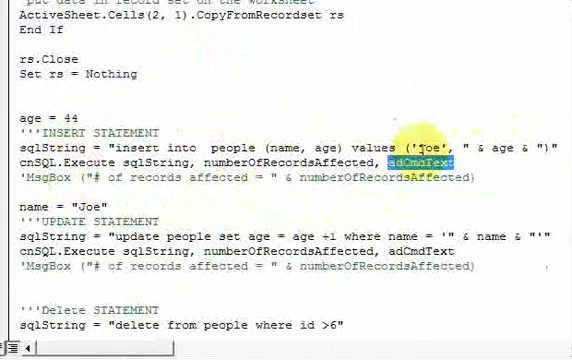 put data in record set on the worksheet
ActiveSheet.Cells(2, 1).CopyFromRecordset rs
End If
rs.Close
Set rs = Nothing
age = 44
'''INSERT STATEMENT
sqlString = "insert into  people (name, age) values ('Joe', " & age & ")"
cnSQL.Execute sqlString, numberOfRecordsAffected, adCmdText
'MsgBox ("# of records affected = " & numberOfRecordsAffected)
name = "Joe"
'''UPDATE STATEMENT
sqlString = "update people set age = age +1 where name = '" & name & "'"
cnSQL.Execute sqlString, numberOfRecordsAffected, adCmdText
'MsgBox ("# of records affected = " & numberOfRecordsAffected)
'''Delete STATEMENT
sqlString = "delete from people where id >6"